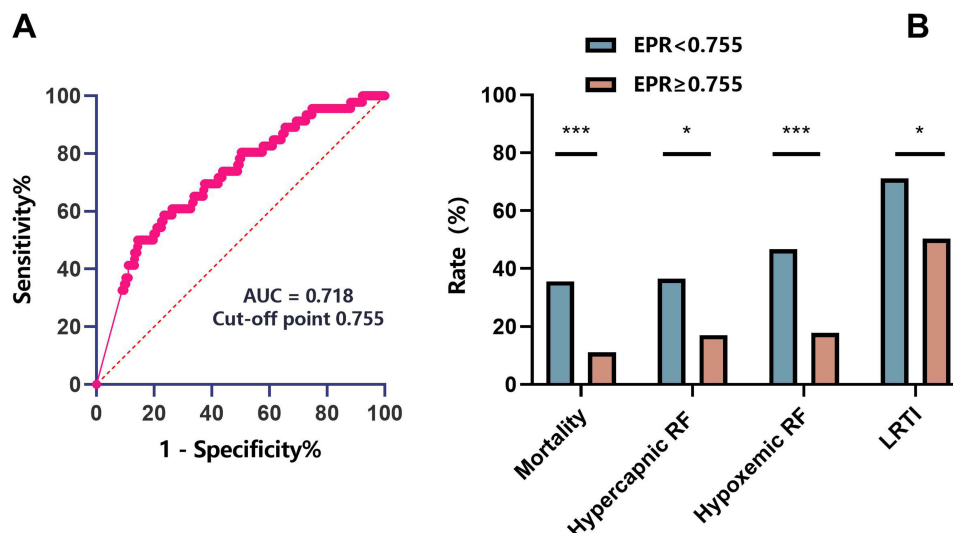 A
B
EPR<0.755
EPR≥0.755
100
80
60
40
20
0
Sensitivity%
AUC = 0.718
Cut-off point 0.755
0
20
40
60
80
100
1 - Specificity%
100
80
60
40
20
0
Rate (%)
***
*
***
*
Mortality
Hypercapnic RF
Hypoxemic RF
LRTI